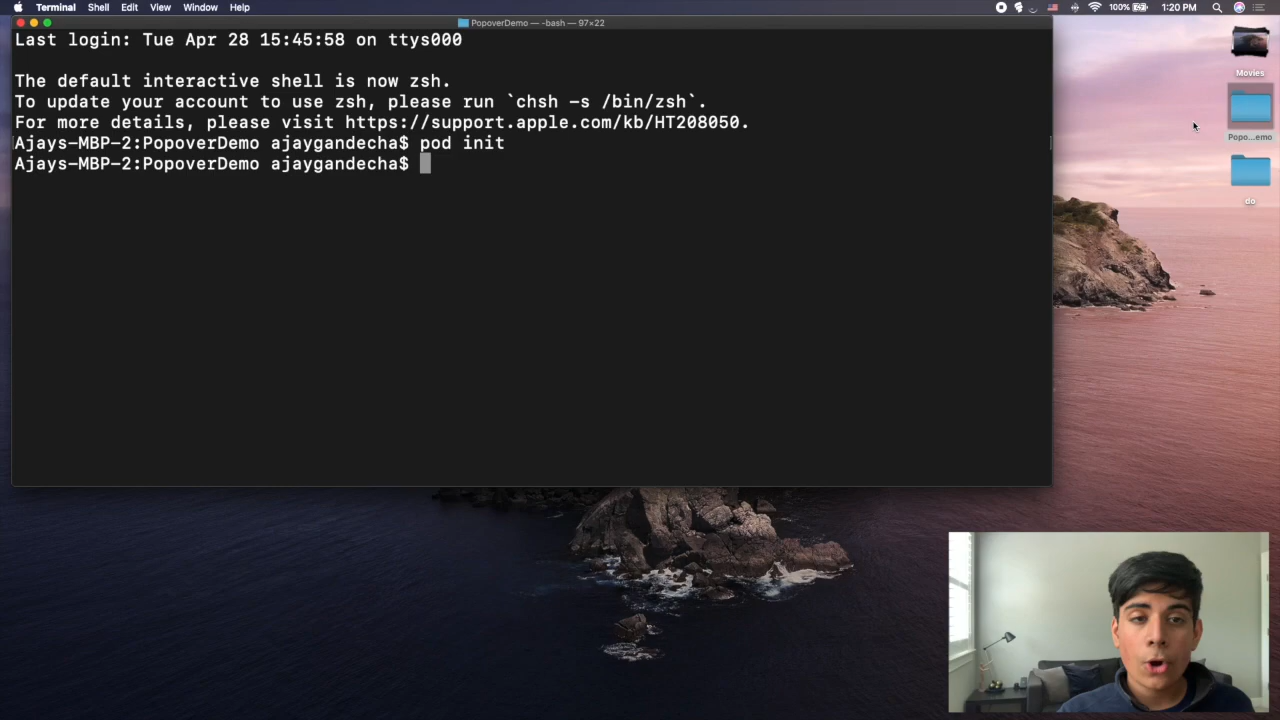 Terminal Shell Edit View Window Help 100% 1:20 PM
PopoverDemo — -bash — 97×22
Last login: Tue Apr 28 15:45:58 on ttys000
The default interactive shell is now zsh.
To update your account to use zsh, please run `chsh -s /bin/zsh`.
For more details, please visit https://support.apple.com/kb/HT208050.
Ajays-MBP-2:PopoverDemo ajaygandecha$ pod init
Ajays-MBP-2:PopoverDemo ajaygandecha$
Movies
Popo...emo
do